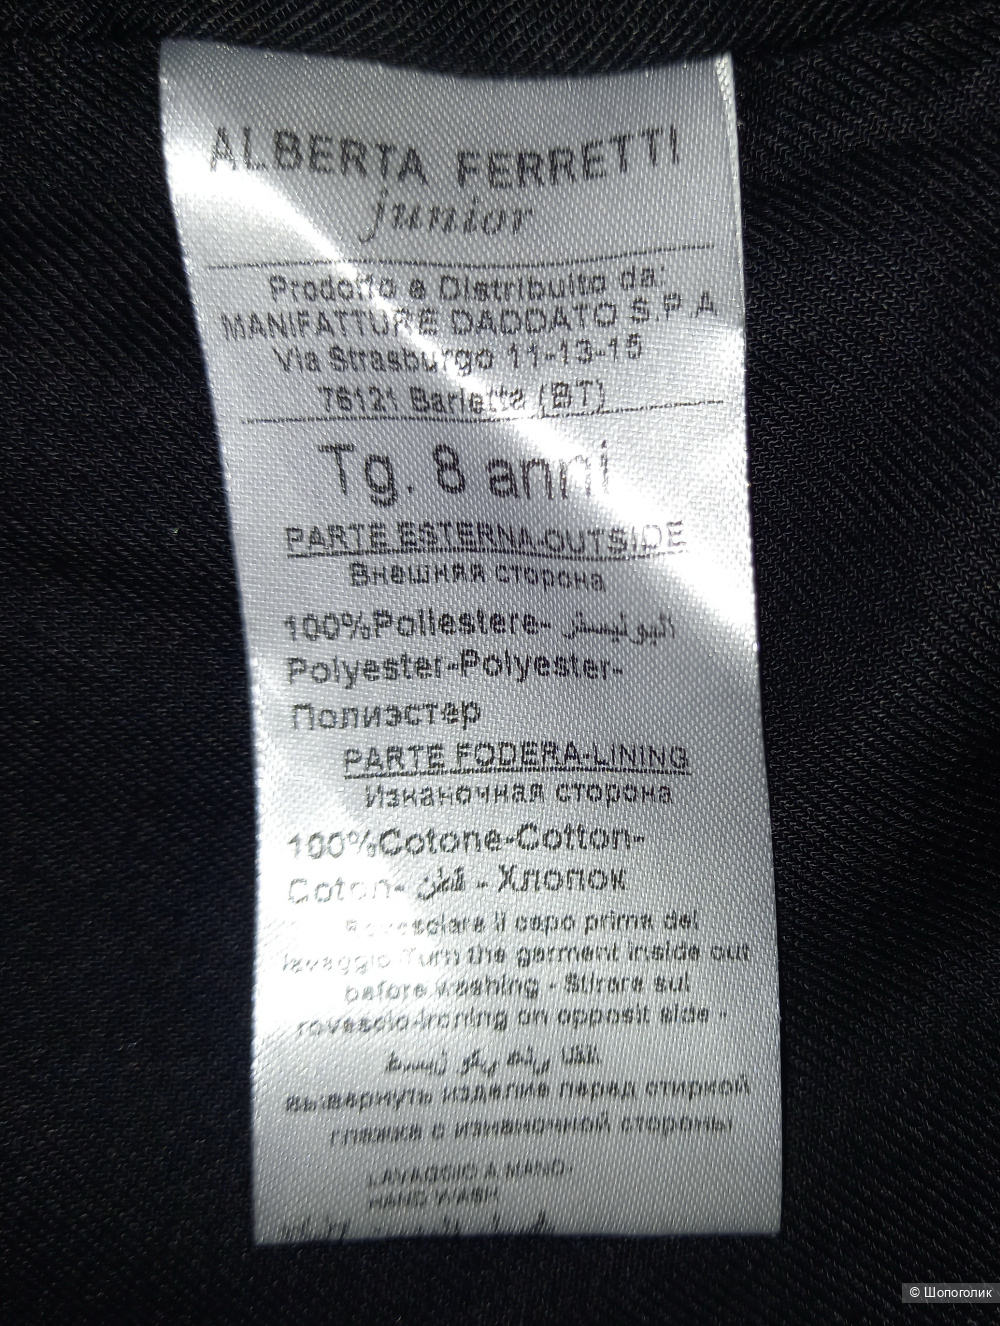 ALBERTA FERRETTI
junior
Prodotto e Distribuito da:
MANIFATTURE DADDATO S.P.A
Via Strasburgo 11-13-15
76121 Barletta (BT)
Tg. 8 anni
PARTE ESTERNA-OUTSIDE
Внешняя сторона
100%Poliestere- البوليستر
Polyester-Polyester-
Полиэстер
PARTE FODERA-LINING
Изнаночная сторона
100%Cotone-Cotton-
Coton- قطن - Хлопок
Rovesciare il capo prima del
lavaggio-Turn the garment inside out
before washing - Stirare sul
rovescio-Ironing on opposit side -
вывернуть изделие перед стиркой
глажка с изнаночной стороны
LAVAGGIO A MANO-
HAND WASH
© Шопоголик